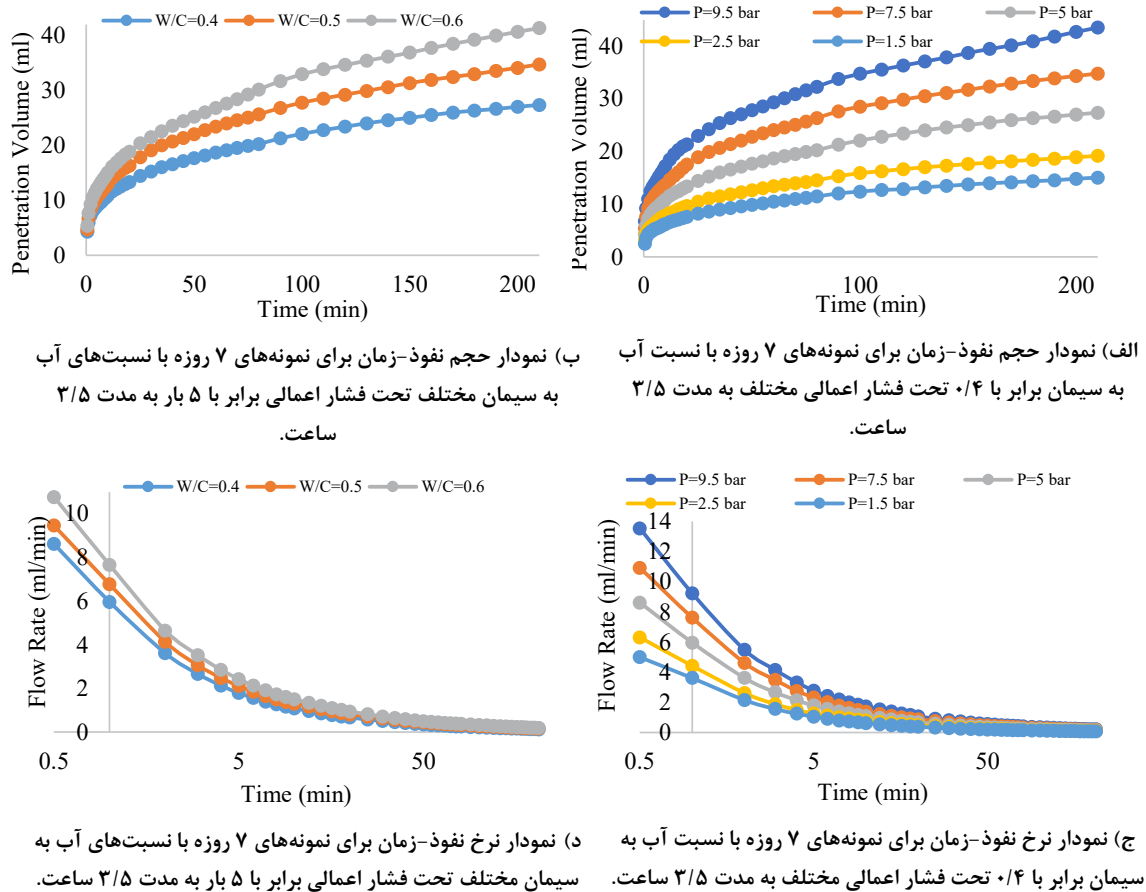 W/C=0.4 W/C=0.5 W/C=0.6
Penetration Volume (ml)
40
30
20
10
0
0 50 100 150 200
Time (min)
P=9.5 bar P=7.5 bar P=5 bar
P=2.5 bar P=1.5 bar
Penetration Volume (ml)
40
30
20
10
0
0 100 200
Time (min)
الف) نمودار حجم نفوذ-زمان برای نمونه‌های ۷ روزه با نسبت آب
به سیمان برابر با ۰/۴ تحت فشار اعمالی مختلف به مدت ۳/۵
ساعت.
ب) نمودار حجم نفوذ-زمان برای نمونه‌های ۷ روزه با نسبت‌های آب
به سیمان مختلف تحت فشار اعمالی برابر با ۵ بار به مدت ۳/۵
ساعت.
W/C=0.4 W/C=0.5 W/C=0.6
Flow Rate (ml/min)
10
8
6
4
2
0
0.5 5 50
Time (min)
P=9.5 bar P=7.5 bar P=5 bar
P=2.5 bar P=1.5 bar
Flow Rate (ml/min)
14
12
10
8
6
4
2
0
0.5 5 50
Time (min)
ج) نمودار نرخ نفوذ-زمان برای نمونه‌های ۷ روزه با نسبت آب به
سیمان برابر با ۰/۴ تحت فشار اعمالی مختلف به مدت ۳/۵ ساعت.
د) نمودار نرخ نفوذ-زمان برای نمونه‌های ۷ روزه با نسبت‌های آب به
سیمان مختلف تحت فشار اعمالی برابر با ۵ بار به مدت ۳/۵ ساعت.